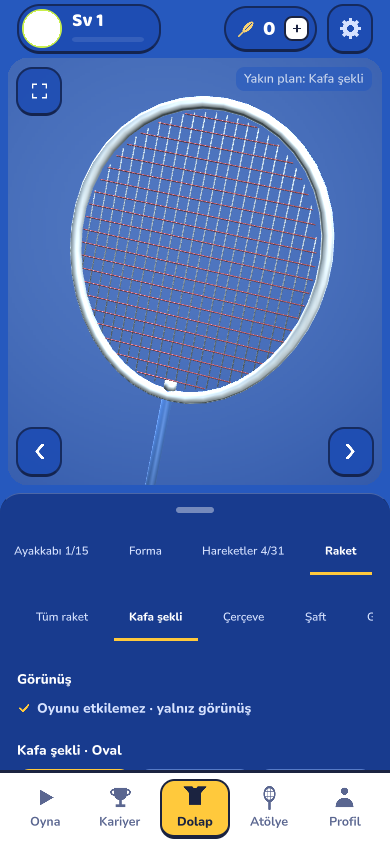 Sv 1
0 +
Yakın plan: Kafa şekli
Ayakkabı 1/15 Forma Hareketler 4/31 Raket
Tüm raket Kafa şekli Çerçeve Şaft
Görünüş
Oyunu etkilemez · yalnız görünüş
Kafa şekli · Oval
Oyna Kariyer Dolap Atölye Profil